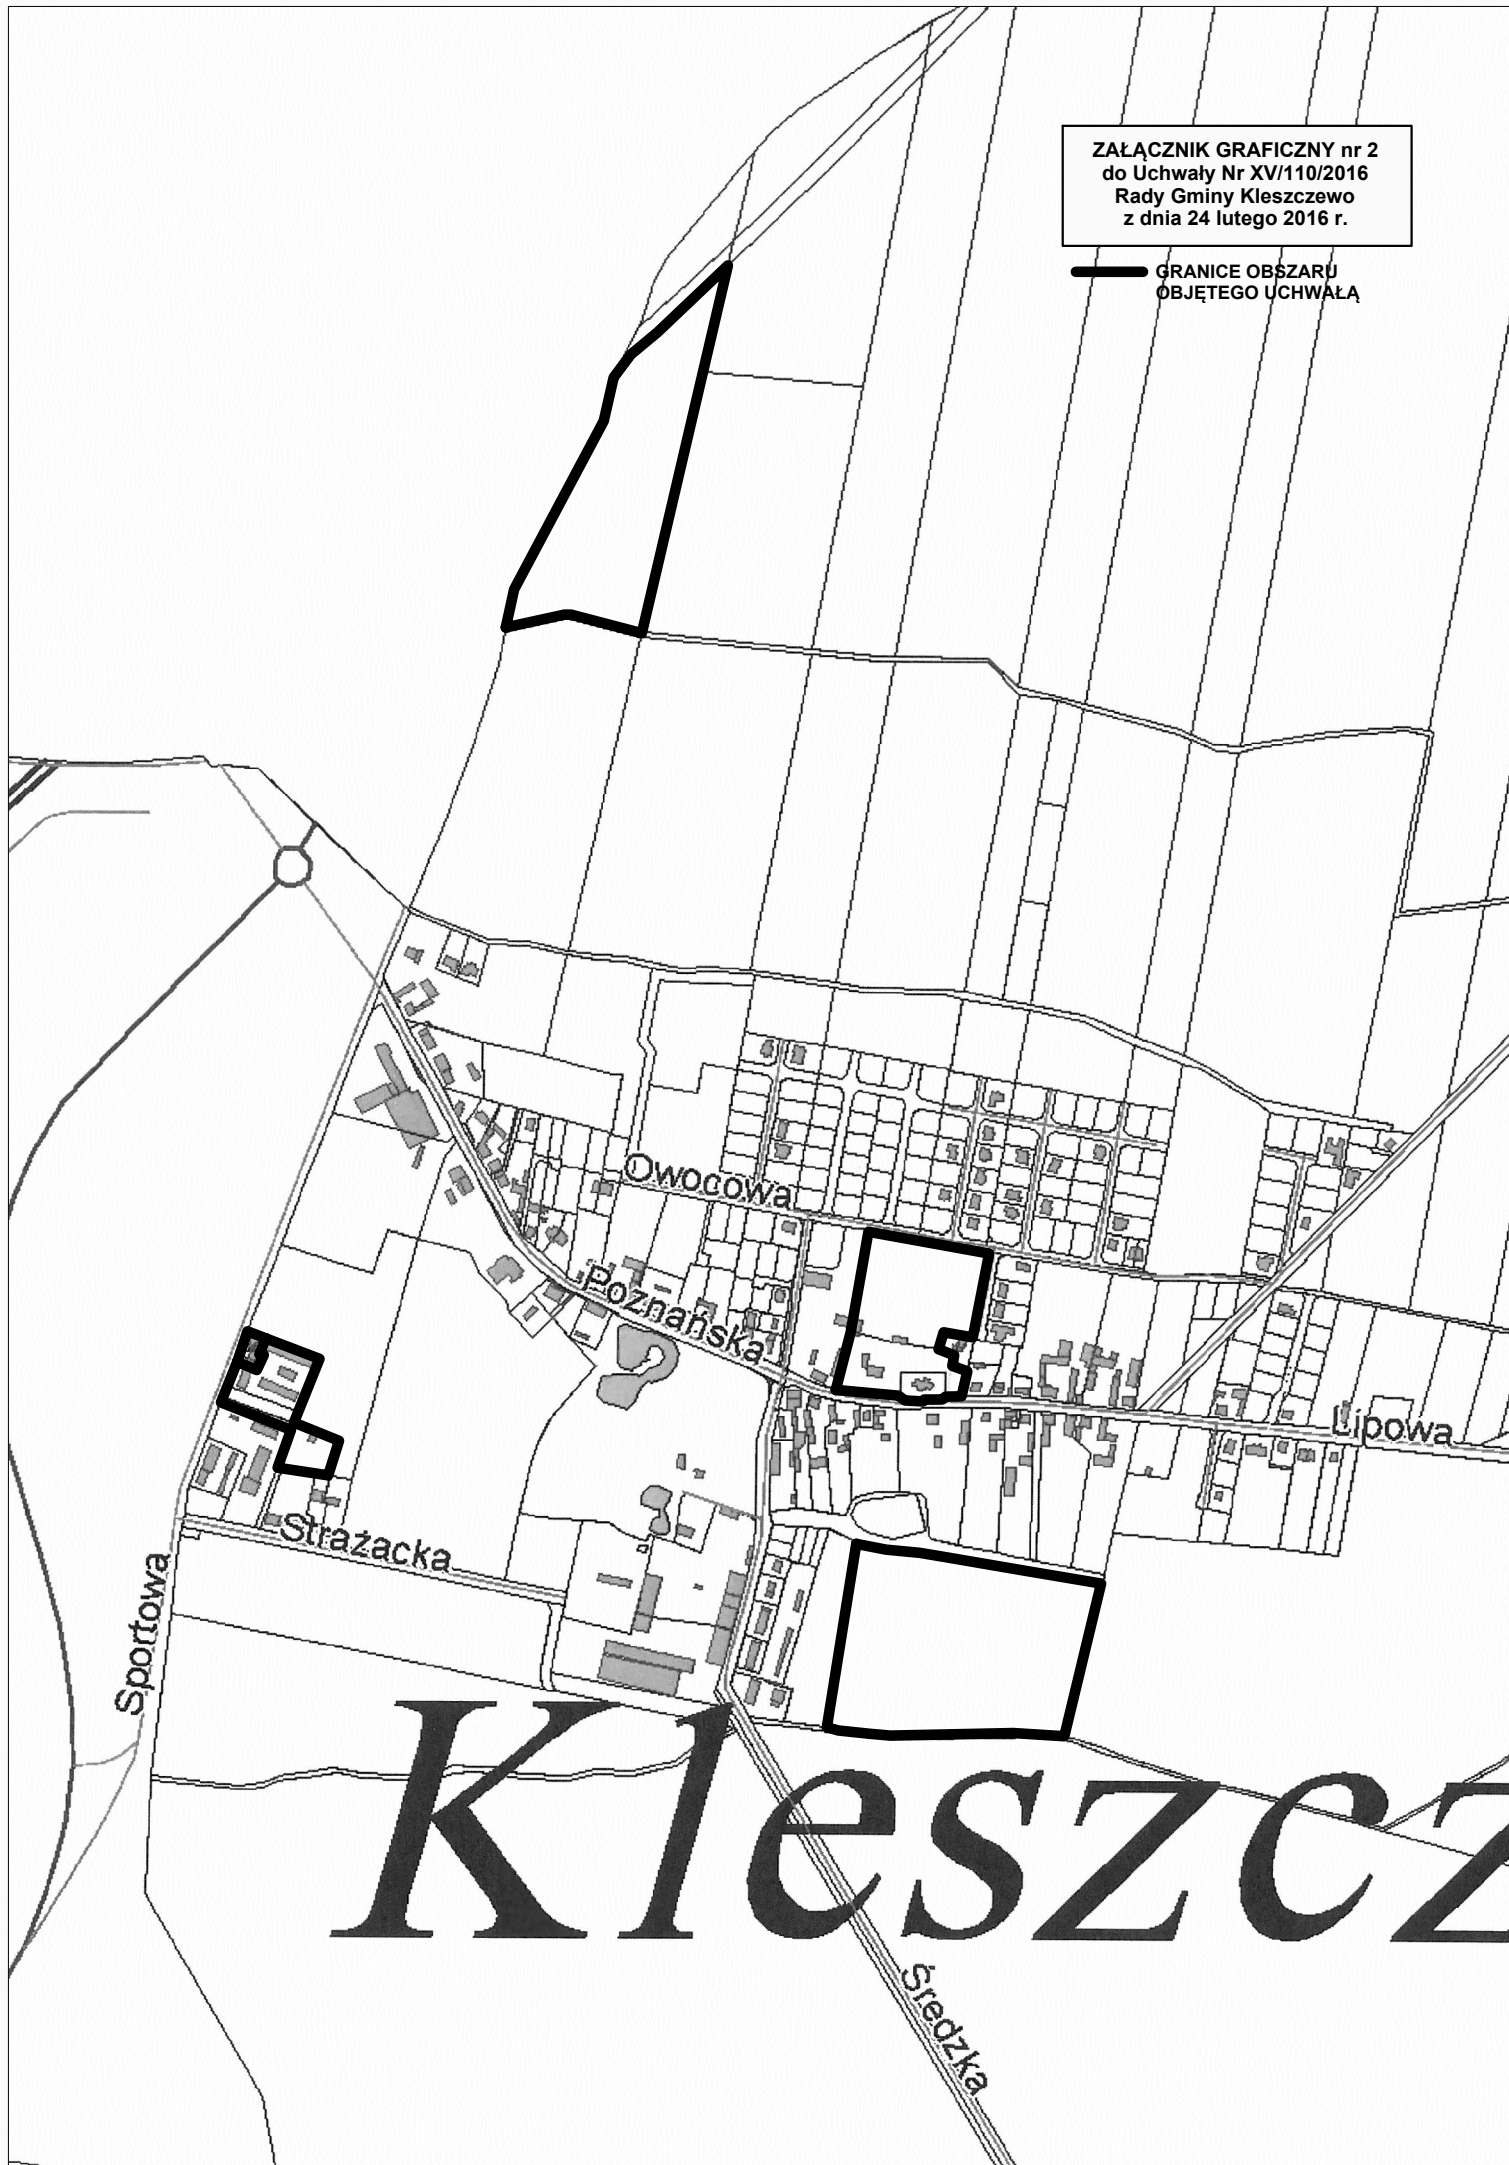 ZAŁĄCZNIK GRAFICZNY nr 2
do Uchwały Nr XV/110/2016
Rady Gminy Kleszczewo
z dnia 24 lutego 2016 r.
GRANICE OBSZARU
OBJĘTEGO UCHWAŁĄ
Owocowa
Poznańska
Lipowa
Strażacka
Sportowa
Kleszcz
Średzka